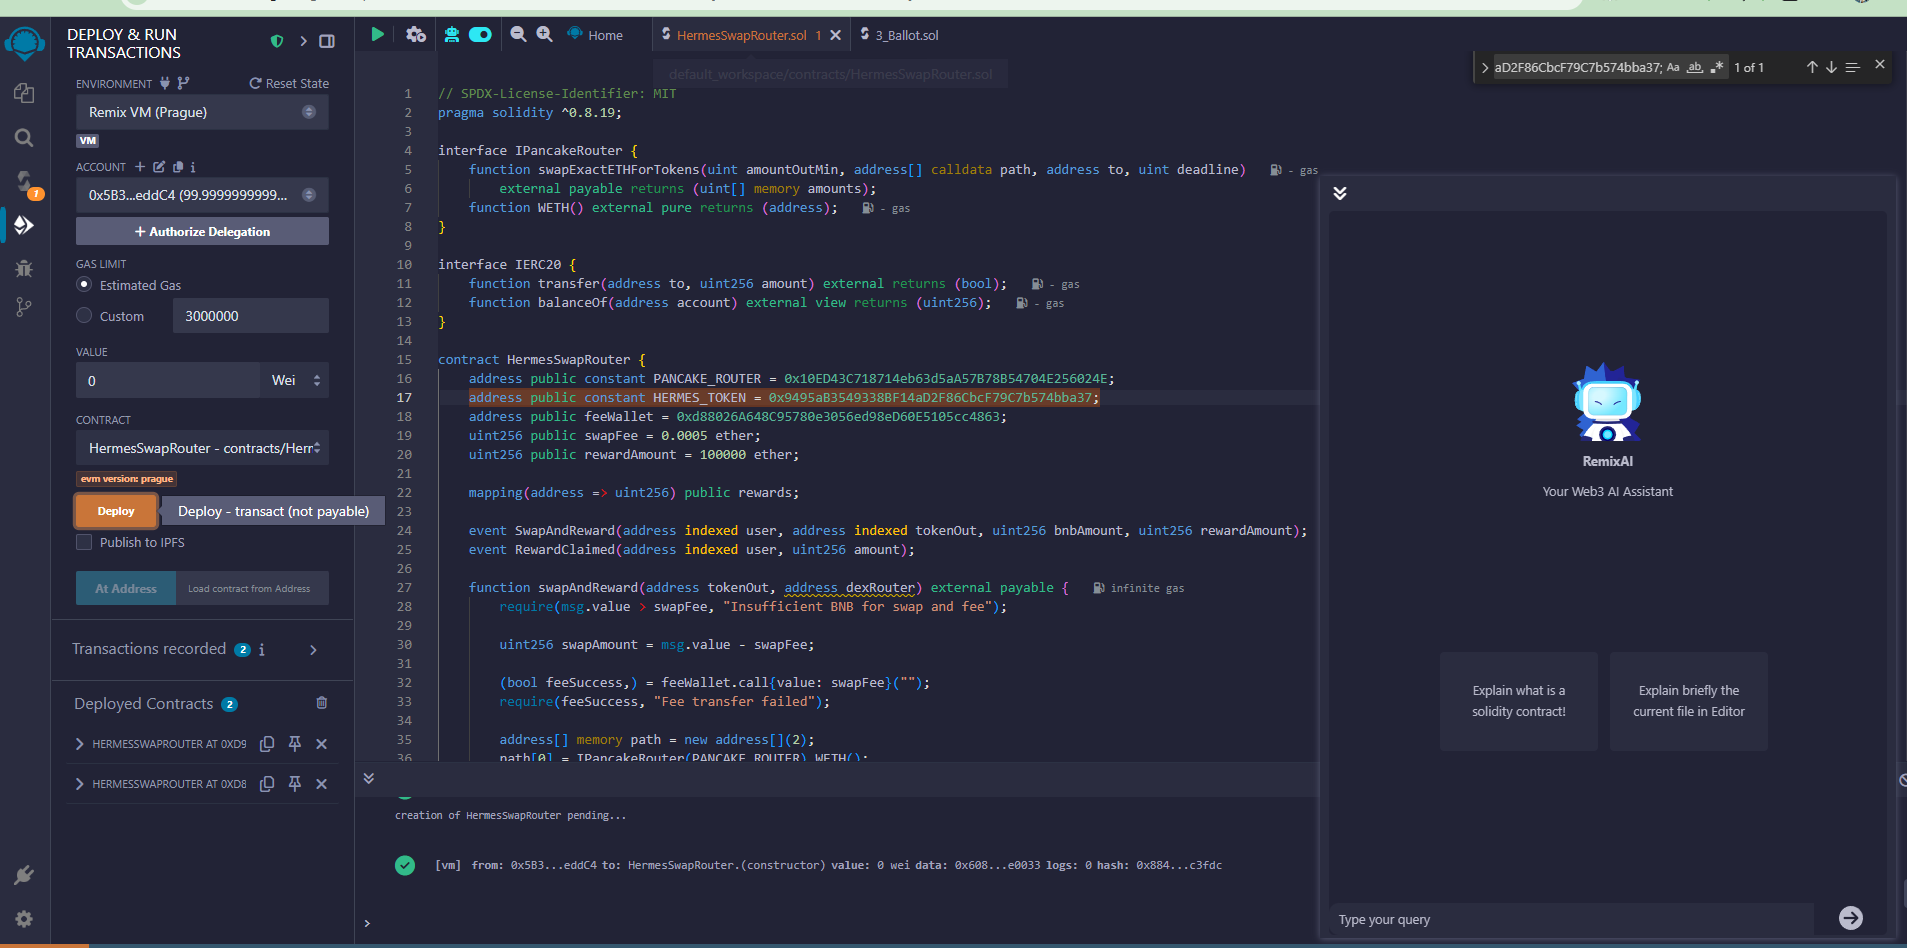 DEPLOY & RUN
TRANSACTIONS
ENVIRONMENT
Reset State
Remix VM (Prague)
VM
ACCOUNT
0x5B3...eddC4 (99.9999999999...
Authorize Delegation
GAS LIMIT
Estimated Gas
Custom
3000000
VALUE
0
Wei
CONTRACT
HermesSwapRouter - contracts/Herr
evm version: prague
Deploy
Deploy - transact (not payable)
Publish to IPFS
At Address
Load contract from Address
Transactions recorded 2 i
Deployed Contracts 2
HERMESSWAPROUTER AT 0XD9
HERMESSWAPROUTER AT 0XD8
1
Home
HermesSwapRouter.sol 1
3_Ballot.sol
default_workspace/contracts/HermesSwapRouter.sol
aD2F86CbcF79C7b574bba37; Aa ab 1 of 1
1 // SPDX-License-Identifier: MIT
2 pragma solidity ^0.8.19;
3
4 interface IPancakeRouter {
5 function swapExactETHForTokens(uint amountOutMin, address[] calldata path, address to, uint deadline) - gas
6 external payable returns (uint[] memory amounts);
7 function WETH() external pure returns (address); - gas
8 }
9
10 interface IERC20 {
11 function transfer(address to, uint256 amount) external returns (bool); - gas
12 function balanceOf(address account) external view returns (uint256); - gas
13 }
14
15 contract HermesSwapRouter {
16 address public constant PANCAKE_ROUTER = 0x10ED43C718714eb63d5aA57B78B54704E256024E;
17 address public constant HERMES_TOKEN = 0x9495aB3549338BF14aD2F86CbcF79C7b574bba37;
18 address public feeWallet = 0xd88026A648C95780e3056ed98eD60E5105cc4863;
19 uint256 public swapFee = 0.0005 ether;
20 uint256 public rewardAmount = 100000 ether;
21
22 mapping(address => uint256) public rewards;
23
24 event SwapAndReward(address indexed user, address indexed tokenOut, uint256 bnbAmount, uint256 rewardAmount);
25 event RewardClaimed(address indexed user, uint256 amount);
26
27 function swapAndReward(address tokenOut, address dexRouter) external payable { infinite gas
28 require(msg.value > swapFee, "Insufficient BNB for swap and fee");
29
30 uint256 swapAmount = msg.value - swapFee;
31
32 (bool feeSuccess,) = feeWallet.call{value: swapFee}("");
33 require(feeSuccess, "Fee transfer failed");
34
35 address[] memory path = new address[](2);
36 path[0] = IPancakeRouter(PANCAKE_ROUTER).WETH();
creation of HermesSwapRouter pending...
[vm] from: 0x5B3...eddC4 to: HermesSwapRouter.(constructor) value: 0 wei data: 0x608...e0033 logs: 0 hash: 0x884...c3fdc
>
RemixAI
Your Web3 AI Assistant
Explain what is a
solidity contract!
Explain briefly the
current file in Editor
Type your query